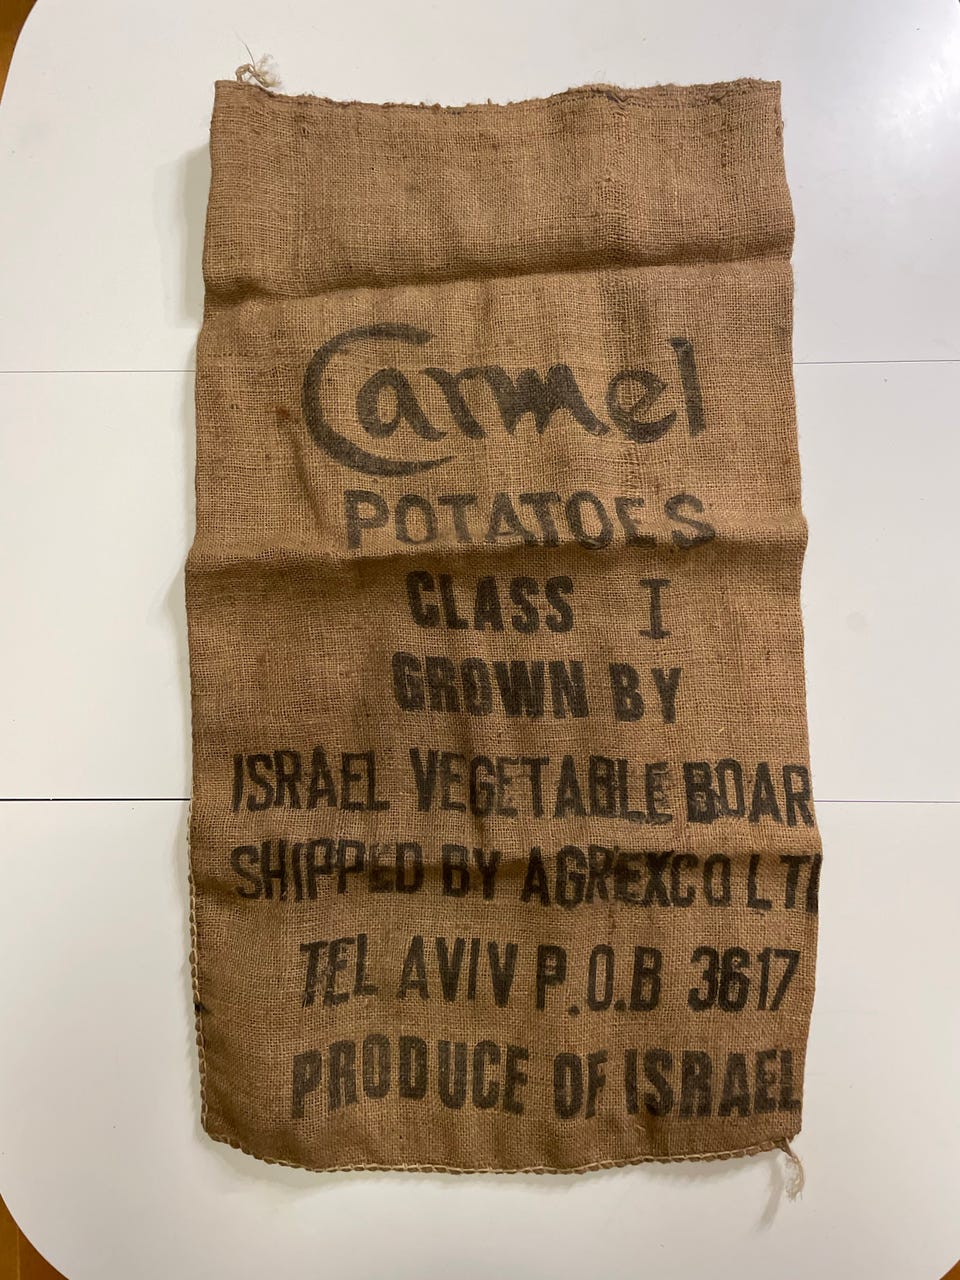 Carmel
POTATOES
CLASS I
GROWN BY
ISRAEL VEGETABLE BOAR
SHIPPED BY AGREXCO LT
TEL AVIV P.O.B 3617
PRODUCE OF ISRAEL